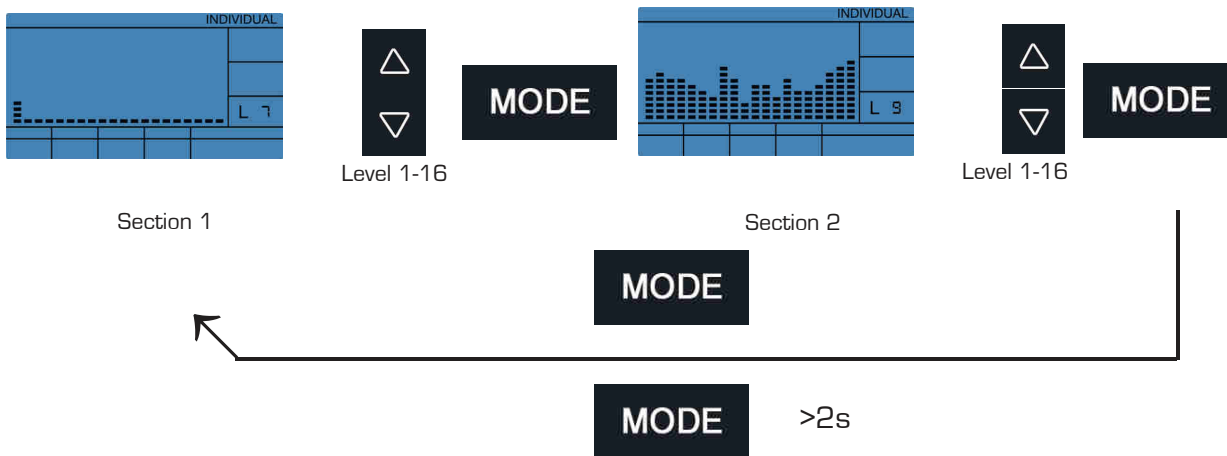 INDIVIDUAL
L 7
MODE
Level 1-16
Section 1
INDIVIDUAL
L 9
MODE
Level 1-16
Section 2
MODE
MODE
>2s